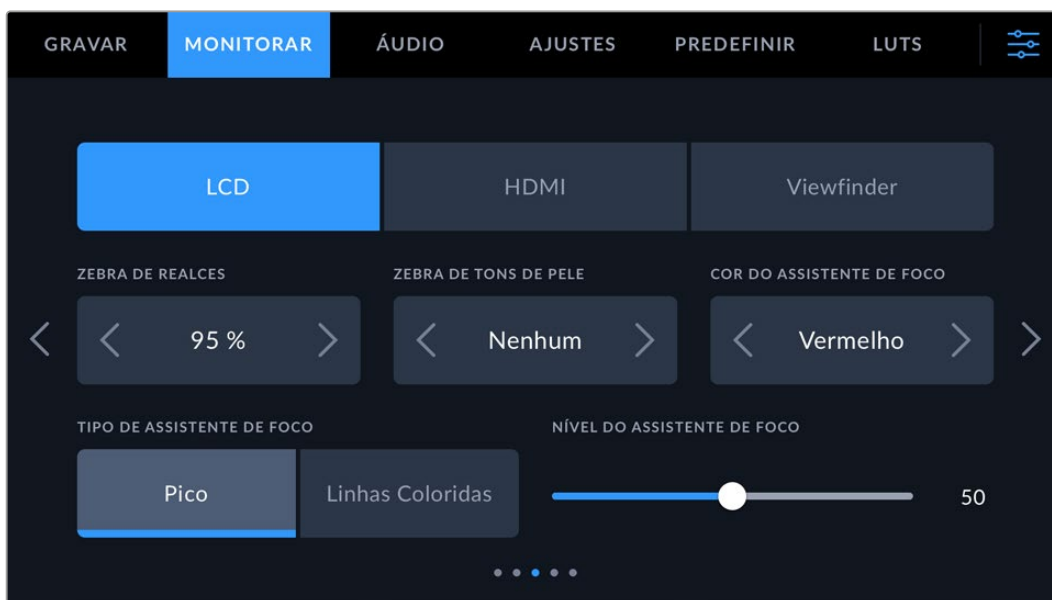 GRAVAR MONITORAR ÁUDIO AJUSTES PREDEFINIR LUTS
LCD HDMI Viewfinder
ZEBRA DE REALCES ZEBRA DE TONS DE PELE COR DO ASSISTENTE DE FOCO
95 % Nenhum Vermelho
TIPO DE ASSISTENTE DE FOCO NÍVEL DO ASSISTENTE DE FOCO
Pico Linhas Coloridas 50